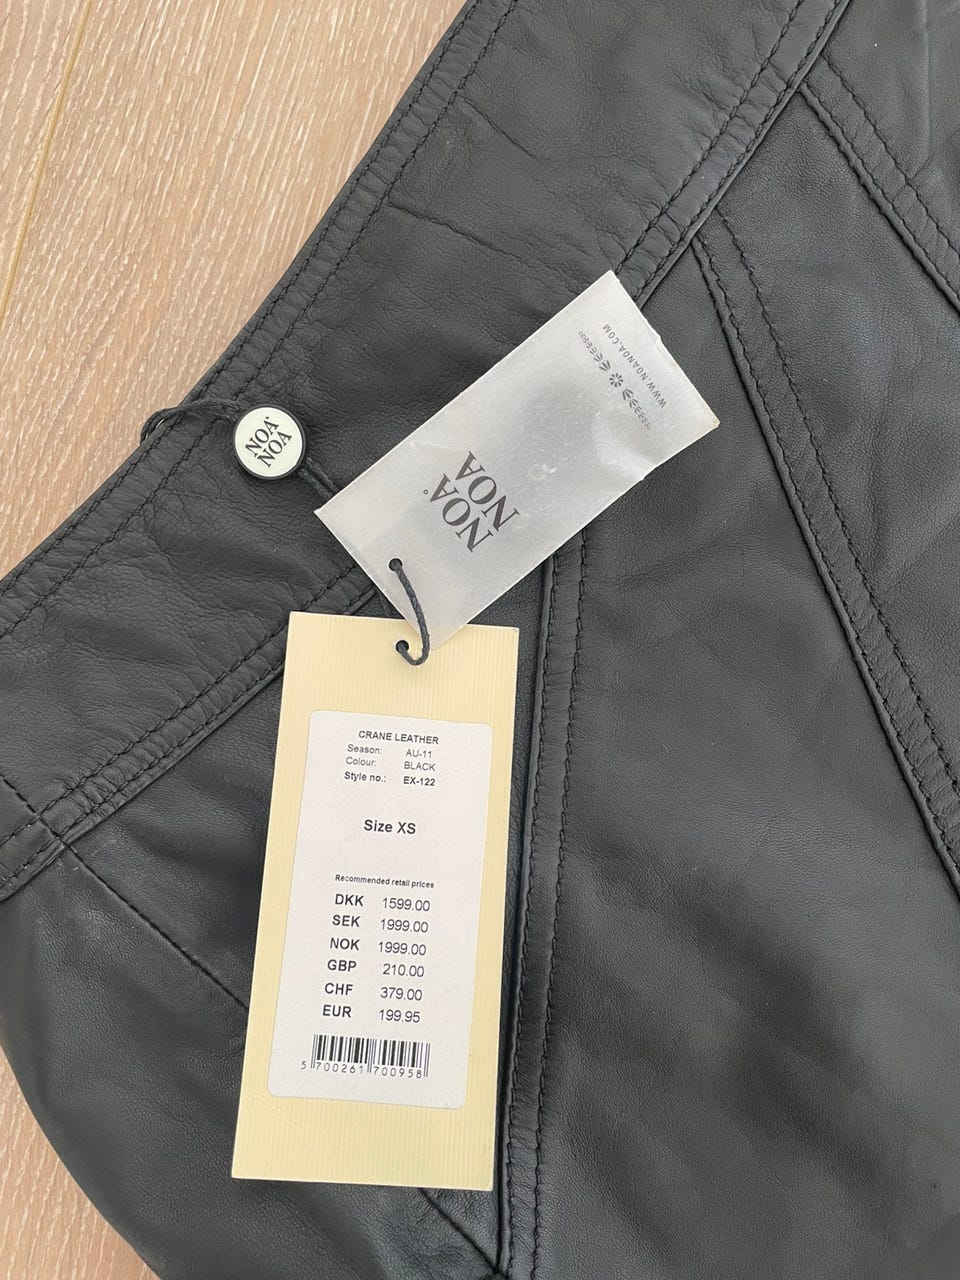 WWW.NOANOA.COM
NOA
NOA
NOA
NOA
CRANE LEATHER
Season: AU-11
Colour: BLACK
Style no.: EX-122
Size XS
Recommended retail prices
DKK 1599.00
SEK 1999.00
NOK 1999.00
GBP 210.00
CHF 379.00
EUR 199.95
5 700261 700958